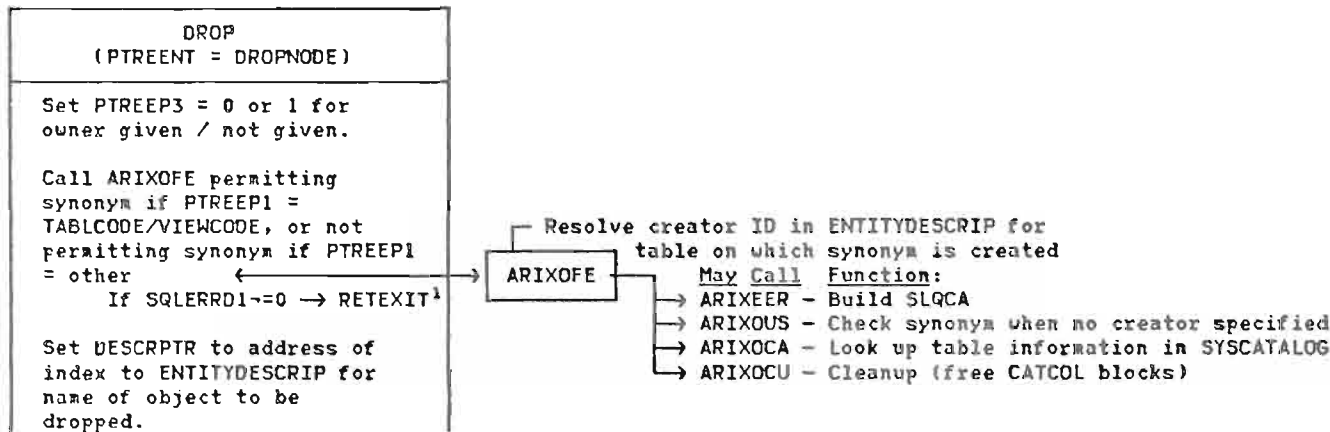 DROP
(PTREENT = DROPNODE)
Set PTREEP3 = 0 or 1 for
owner given / not given.
Call ARIXOFE permitting
synonym if PTREEP1 =
TABLCODE/VIEWCODE, or not
permitting synonym if PTREEP1
= other
If SQLERRD1¬=0 → RETEXIT¹
Set DESCRPTR to address of
index to ENTITYDESCRIP for
name of object to be
dropped.
ARIXOFE
Resolve creator ID in ENTITYDESCRIP for
table on which synonym is created
May Call Function:
ARIXEER - Build SLQCA
ARIXOUS - Check synonym when no creator specified
ARIXOCA - Look up table information in SYSCATALOG
ARIXOCU - Cleanup (free CATCOL blocks)